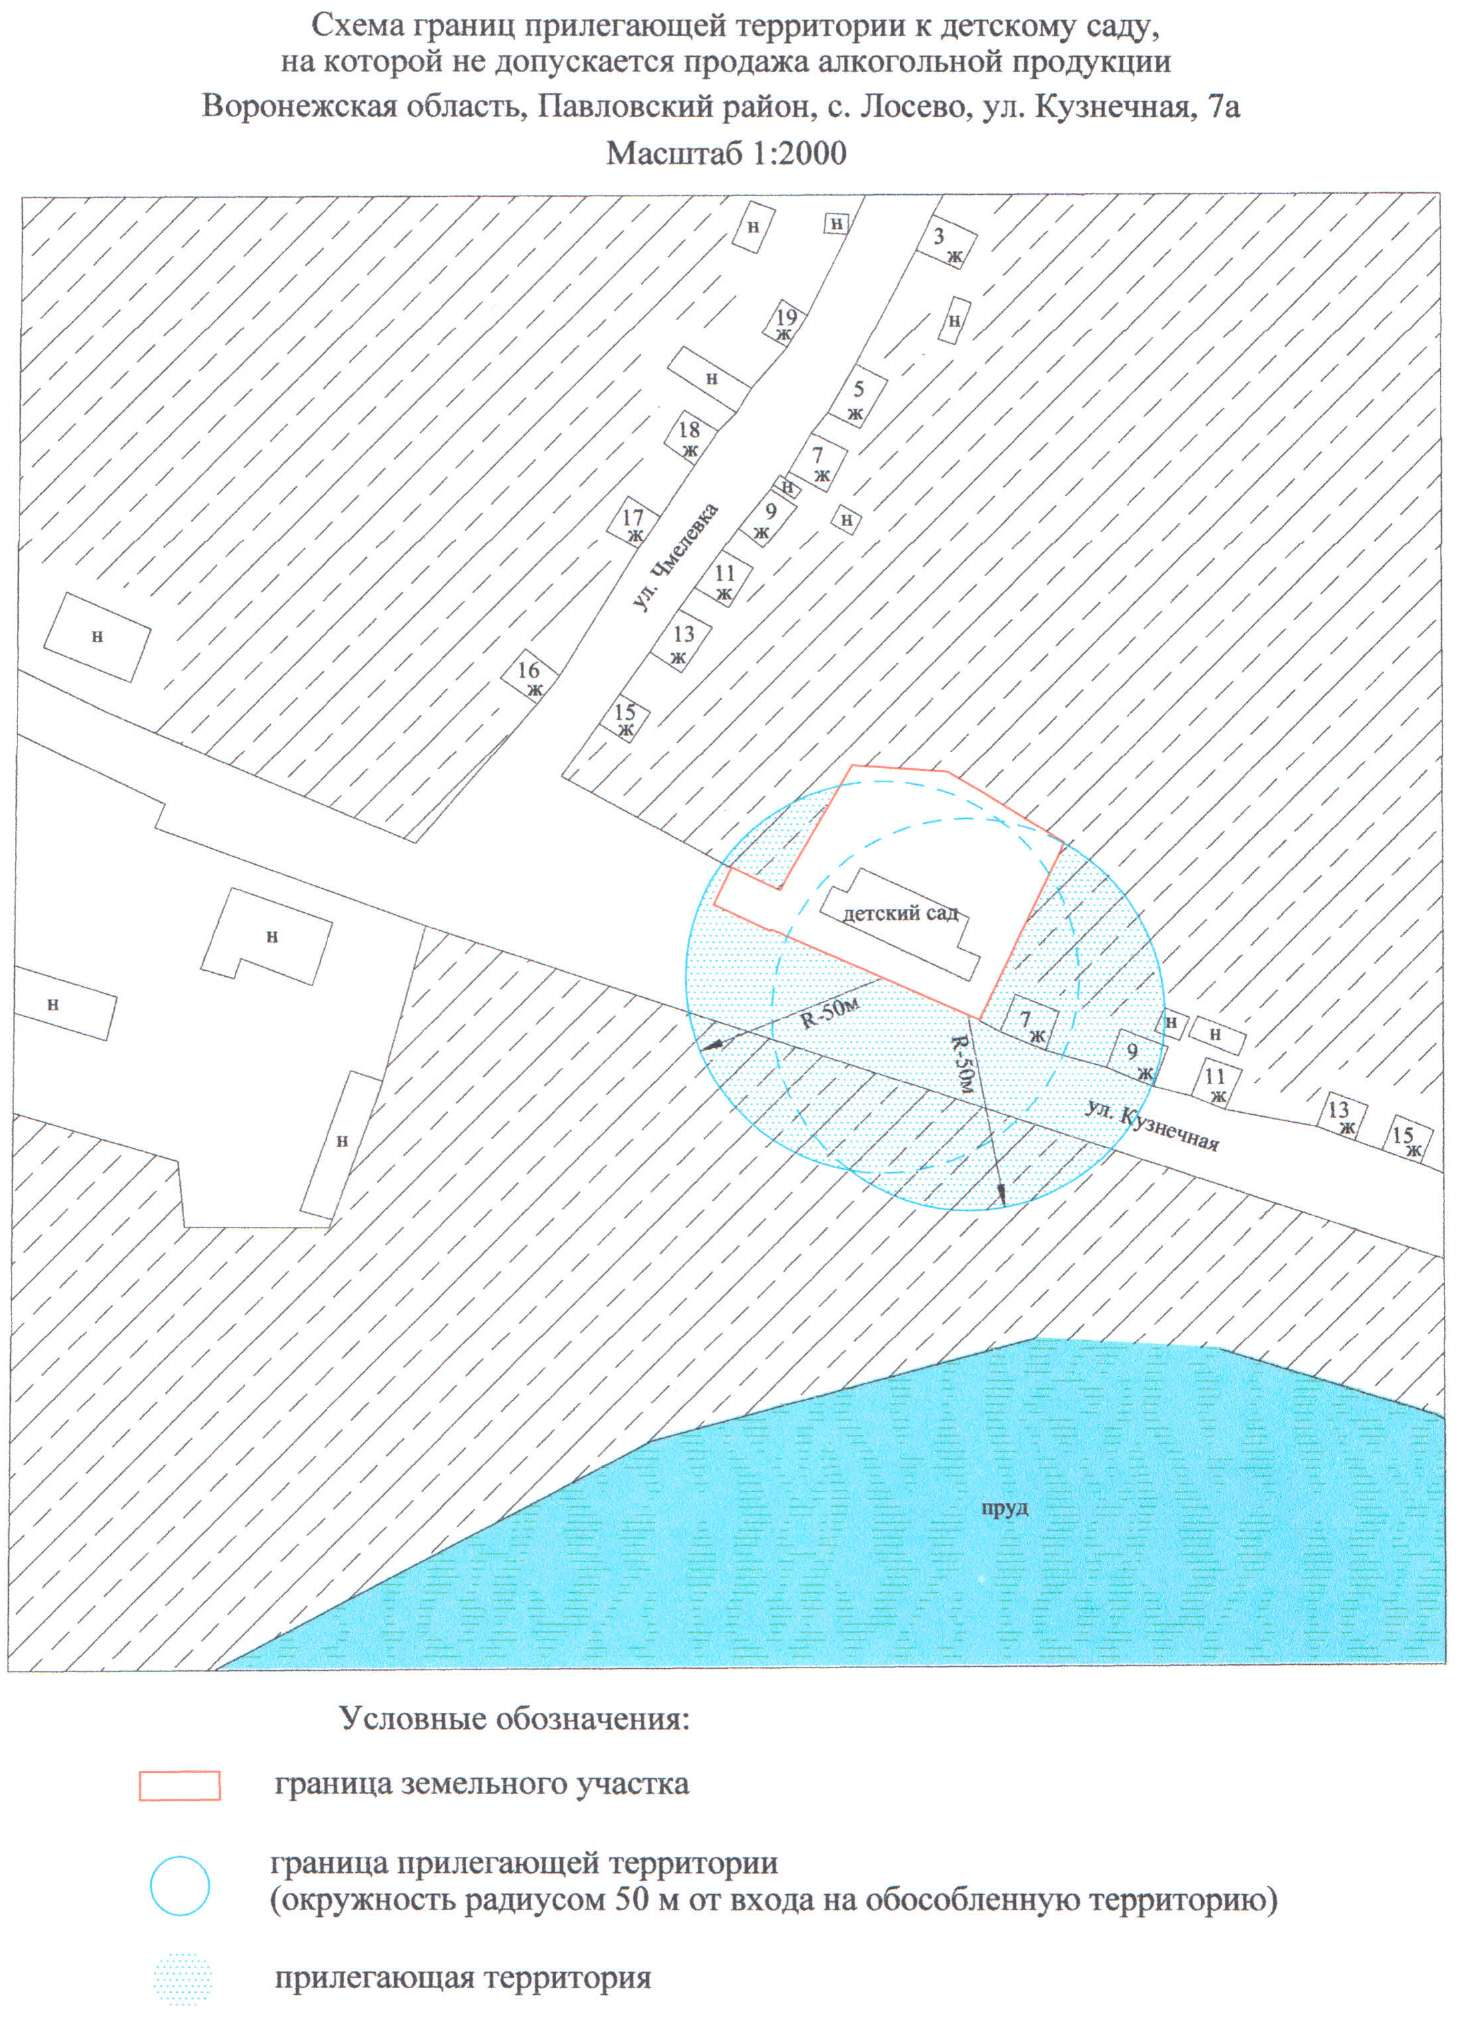 Схема границ прилегающей территории к детскому саду,
на которой не допускается продажа алкогольной продукции
Воронежская область, Павловский район, с. Лосево, ул. Кузнечная, 7а
Масштаб 1:2000
н
н
3
ж
19
ж
н
н
5
ж
18
ж
7
ж
н
17
ж
9
ж
н
ул. Чмелевка
11
ж
н
13
ж
16
ж
15
ж
детский сад
н
н
R-50м
7
ж
н
н
R-50м
9
ж
11
ж
ул. Кузнечная
13
ж
15
ж
н
пруд
Условные обозначения:
граница земельного участка
граница прилегающей территории
(окружность радиусом 50 м от входа на обособленную территорию)
прилегающая территория